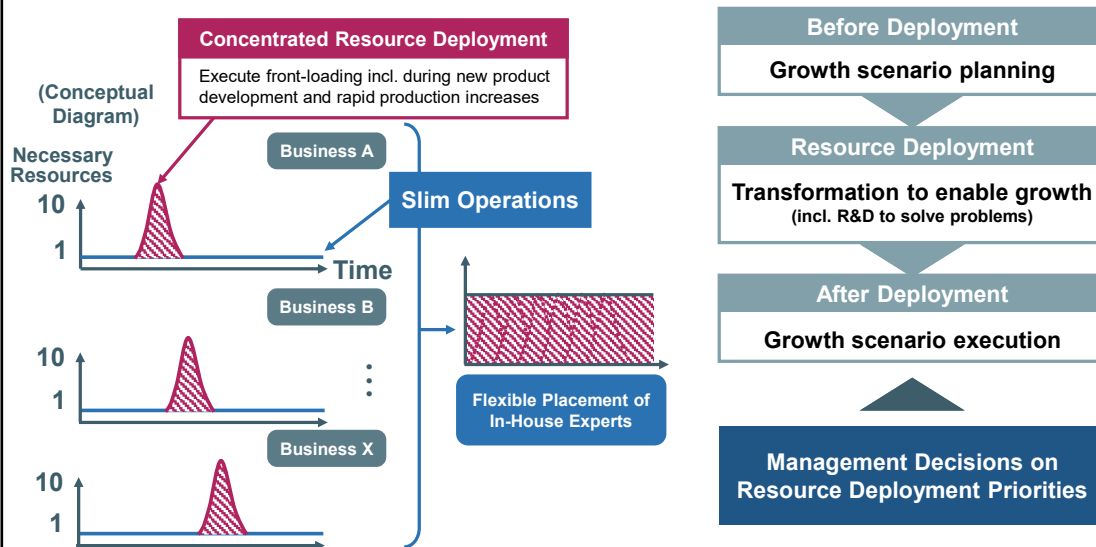 Concentrated Resource Deployment
Execute front-loading incl. during new product
development and rapid production increases
(Conceptual
Diagram)
Necessary
Resources
Business A
10
1
Time
Slim Operations
Business B
10
1
Business X
10
1
Flexible Placement of
In-House Experts
Before Deployment
Growth scenario planning
Resource Deployment
Transformation to enable growth
(incl. R&D to solve problems)
After Deployment
Growth scenario execution
Management Decisions on
Resource Deployment Priorities